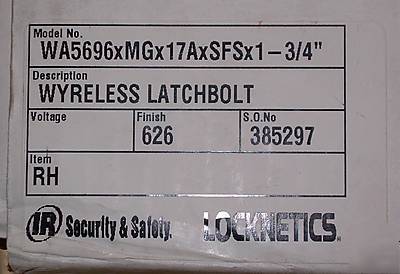 Model No.
WA5696xMGx17AxSFSx1-3/4"
Description
WYRELESS LATCHBOLT
Voltage Finish S.O.No
626 385297
Item
RH
IR Security & Safety. LOCKNETICS